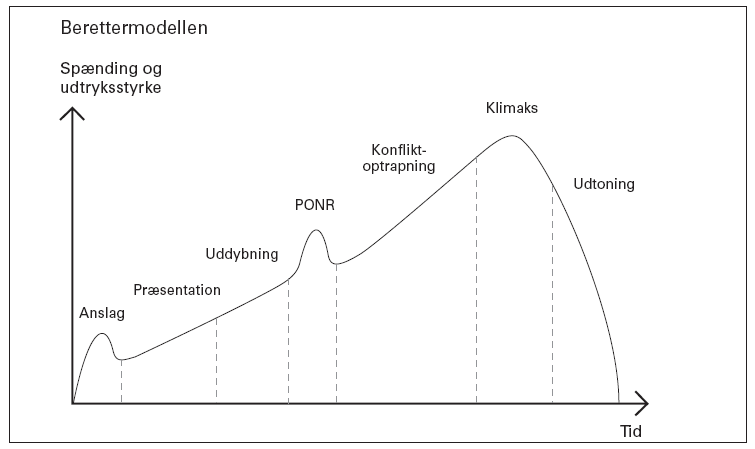 Berettermodellen
Spænding og
udtryksstyrke
Klimaks
Konflikt-
optrapning
Udtoning
PONR
Uddybning
Præsentation
Anslag
Tid